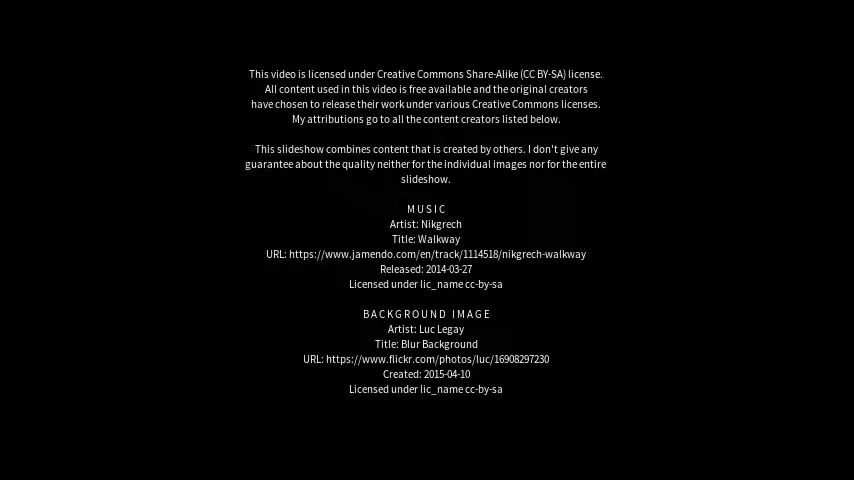 This video is licensed under Creative Commons Share-Alike (CC BY-SA) license.
All content used in this video is free available and the original creators
have chosen to release their work under various Creative Commons licenses.
My attributions go to all the content creators listed below.
This slideshow combines content that is created by others. I don't give any
guarantee about the quality neither for the individual images nor for the entire
slideshow.
MUSIC
Artist: Nikgrech
Title: Walkway
URL: https://www.jamendo.com/en/track/1114518/nikgrech-walkway
Released: 2014-03-27
Licensed under lic_name cc-by-sa
BACKGROUND IMAGE
Artist: Luc Legay
Title: Blur Background
URL: https://www.flickr.com/photos/luc/16908297230
Created: 2015-04-10
Licensed under lic_name cc-by-sa